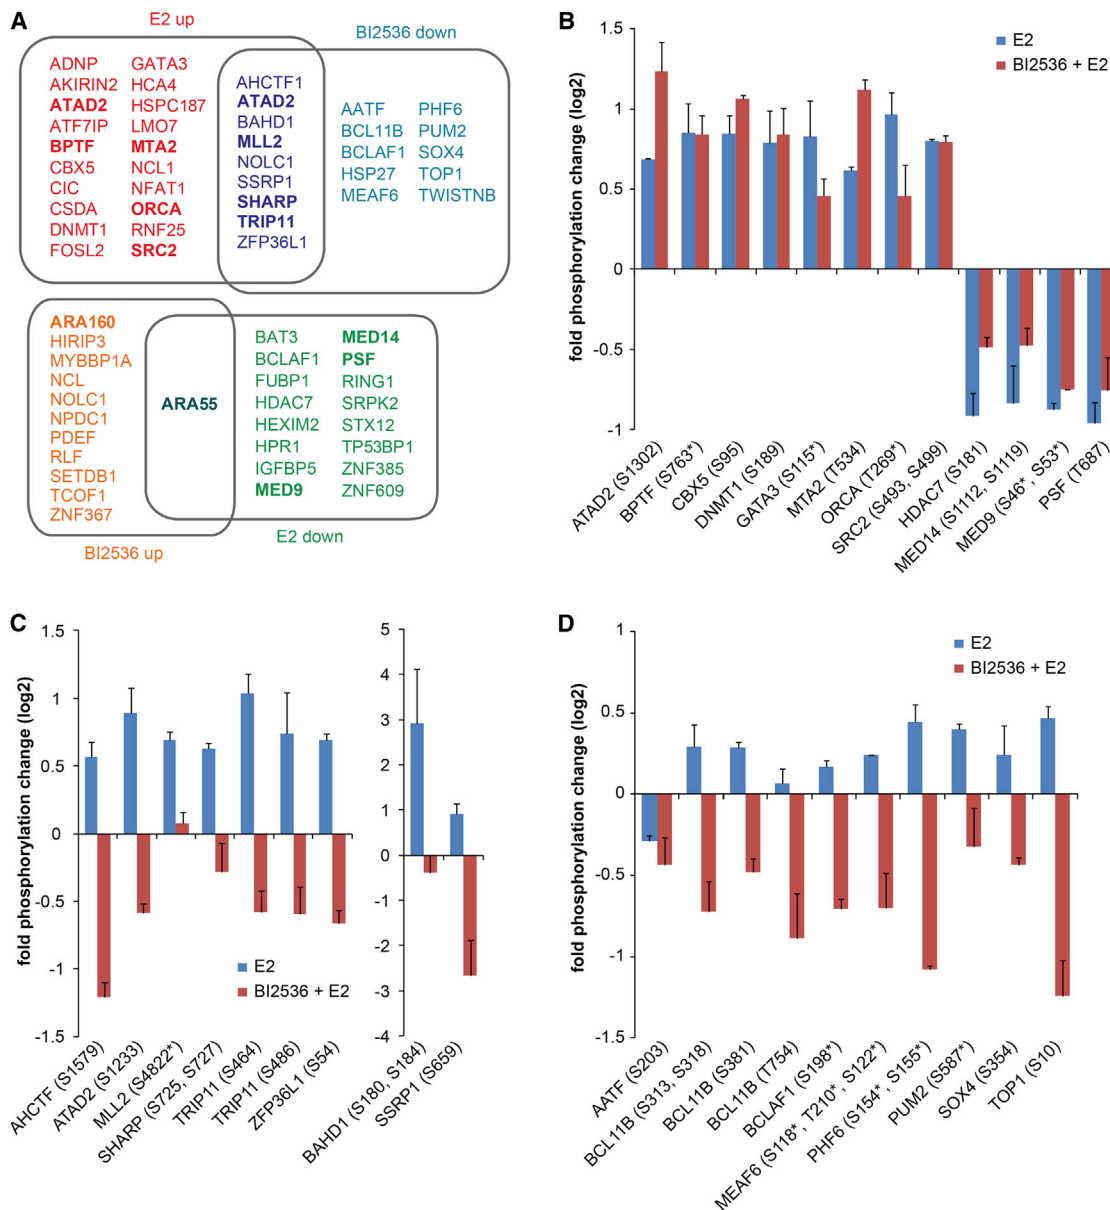 A
E2 up
BI2536 down
ADNP GATA3
AKIRIN2 HCA4
ATAD2 HSPC187
ATF7IP LMO7
BPTF MTA2
CBX5 NCL1
CIC NFAT1
CSDA ORCA
DNMT1 RNF25
FOSL2 SRC2
AHCTF1
ATAD2
BAHD1
MLL2
NOLC1
SSRP1
SHARP
TRIP11
ZFP36L1
AATF PHF6
BCL11B PUM2
BCLAF1 SOX4
HSP27 TOP1
MEAF6 TWISTNB
ARA160
HIRIP3
MYBBP1A
NCL
NOLC1
NPDC1
PDEF
RLF
SETDB1
TCOF1
ZNF367
ARA55
BAT3 MED14
BCLAF1 PSF
FUBP1 RING1
HDAC7 SRPK2
HEXIM2 STX12
HPR1 TP53BP1
IGFBP5 ZNF385
MED9 ZNF609
BI2536 up
E2 down
B
fold phosphorylation change (log2)
1.5
1
0.5
0
-0.5
-1
E2
BI2536 + E2
ATAD2 (S1302)
BPTF (S763*)
CBX5 (S95)
DNMT1 (S189)
GATA3 (S115*)
MTA2 (T534)
ORCA (T269*)
SRC2 (S493, S499)
HDAC7 (S181)
MED14 (S1112, S1119)
MED9 (S46*, S53*)
PSF (T687)
C
fold phosphorylation change (log2)
1.5
1
0.5
0
-0.5
-1
-1.5
E2
BI2536 + E2
AHCTF (S1579)
ATAD2 (S1233)
MLL2 (S4822*)
SHARP (S725, S727)
TRIP11 (S464)
TRIP11 (S486)
ZFP36L1 (S54)
5
4
3
2
1
0
-1
-2
-3
-4
BAHD1 (S180, S184)
SSRP1 (S659)
D
fold phosphorylation change (log2)
1
0.5
0
-0.5
-1
-1.5
E2
BI2536 + E2
AATF (S203)
BCL11B (S313, S318)
BCL11B (S381)
BCL11B (T754)
BCLAF1 (S198*)
MEAF6 (S118*, T210*, S122*)
PHF6 (S154*, S155*)
PUM2 (S587*)
SOX4 (S354)
TOP1 (S10)